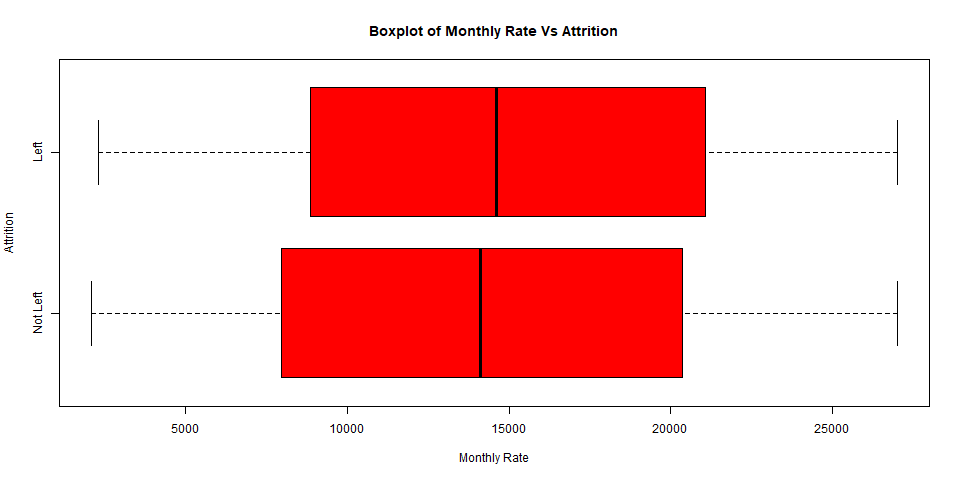 Boxplot of Monthly Rate Vs Attrition
Left
Attrition
Not Left
5000
10000
15000
20000
25000
Monthly Rate